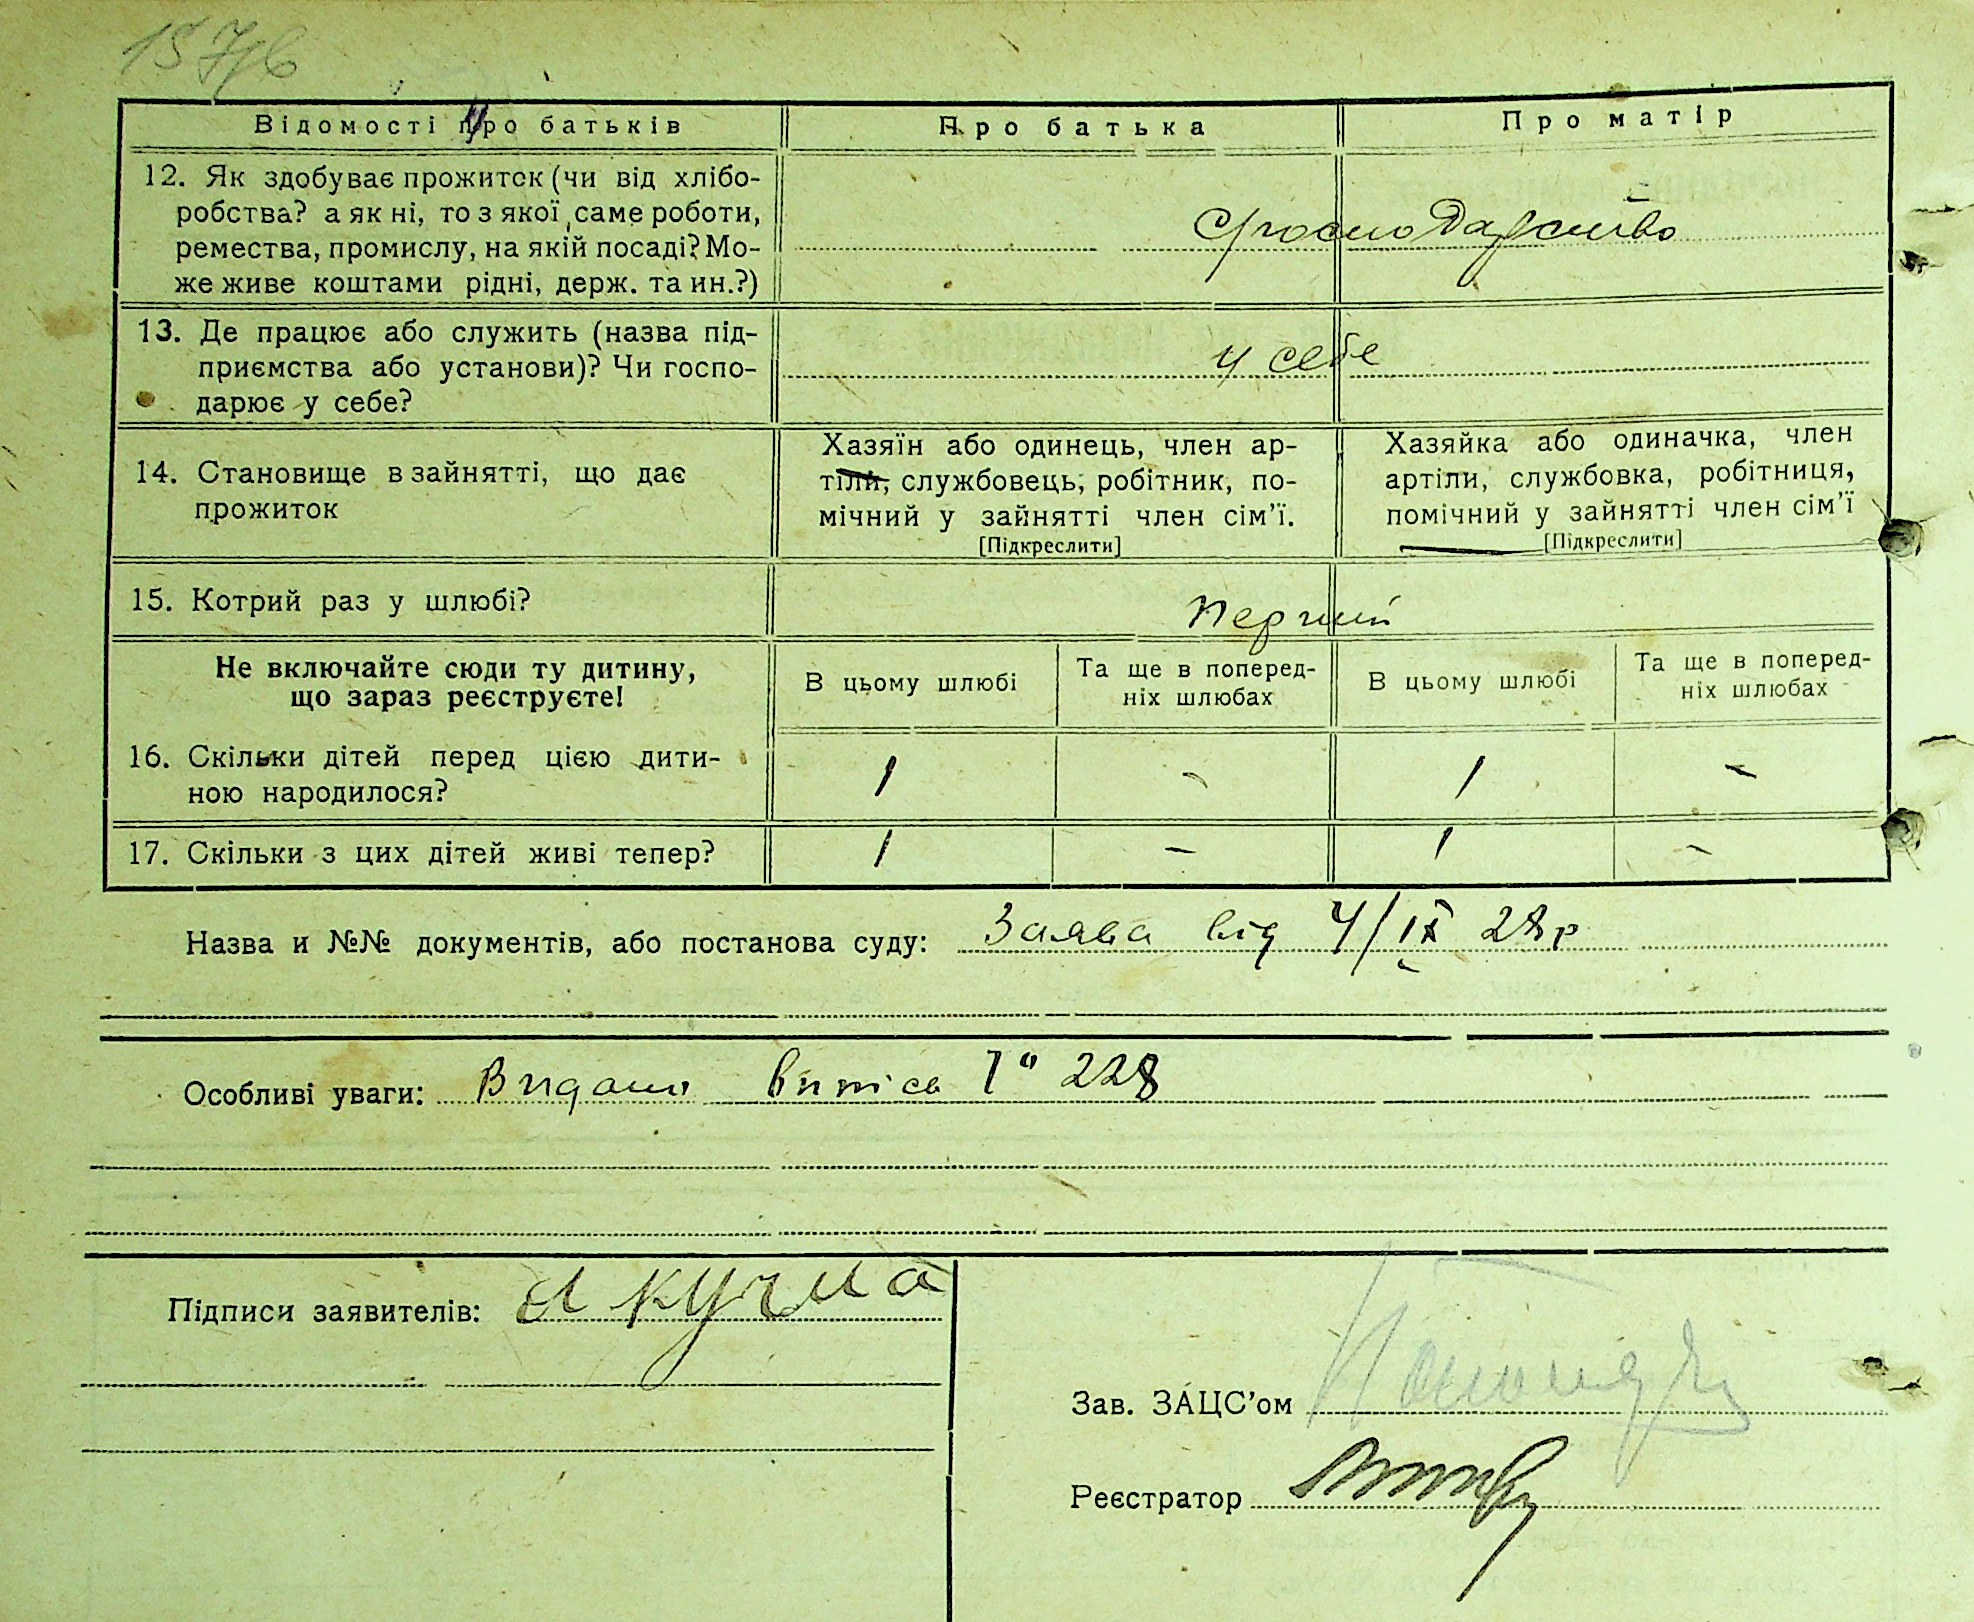 157/6
Відомості про батьків
Про батька
Про матір
12. Як здобуває прожиток (чи від хлібо-
робства? а як ні, то з якої саме роботи,
ремества, промислу, на якій посаді? Мо-
же живе коштами рідні, держ. та ин.?)
Господарство
13. Де працює або служить (назва під-
приємства або установи)? Чи госпо-
дарює у себе?
у себе
14. Становище в зайнятті, що дає
прожиток
Хазяїн або одинець, член ар-
тіли, службовець, робітник, по-
мічний у зайнятті член сім’ї.
[Підкреслити]
Хазяйка або одиначка, член
артіли, службовка, робітниця,
помічний у зайнятті член сім’ї
[Підкреслити]
15. Котрий раз у шлюбі?
Перший
Не включайте сюди ту дитину,
що зараз реєструєте!
В цьому шлюбі
Та ще в поперед-
ніх шлюбах
В цьому шлюбі
Та ще в поперед-
ніх шлюбах
16. Скільки дітей перед цією дити-
ною народилося?
1 - 1 -
17. Скільки з цих дітей живі тепер?
1 - 1 -
Назва и №№ документів, або постанова суду: Заява від 4/IX 28р
Особливі уваги: Видани випісь 228
Підписи заявителів: Кучма
Зав. ЗАЦС’ом
Реєстратор